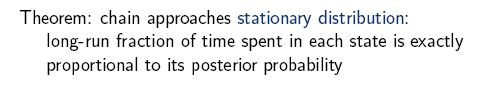 Theorem: chain approaches stationary distribution:
long-run fraction of time spent in each state is exactly
proportional to its posterior probability